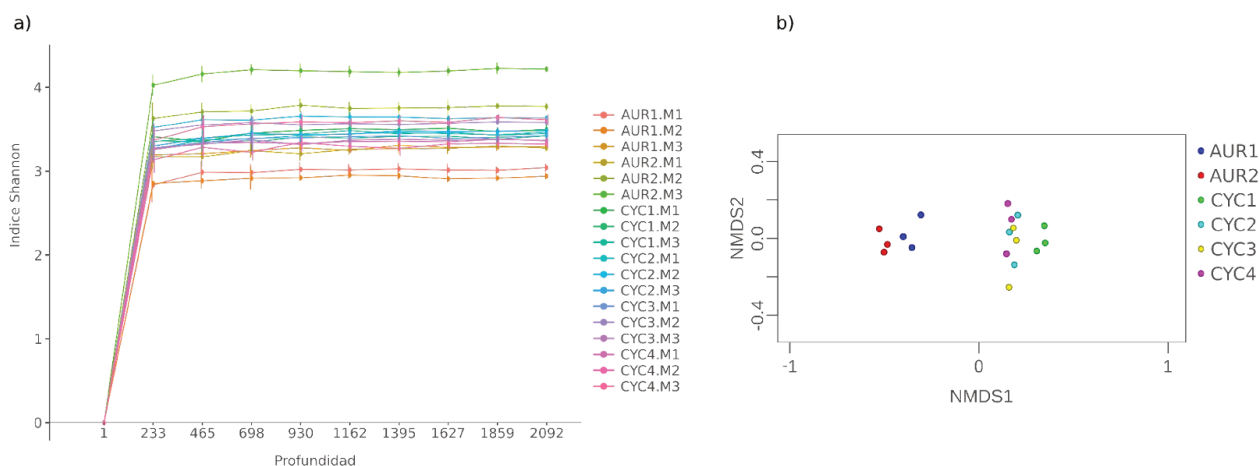 a)
Indice Shannon
4
3
2
1
0
1 233 465 698 930 1162 1395 1627 1859 2092
Profundidad
AUR1.M1
AUR1.M2
AUR1.M3
AUR2.M1
AUR2.M2
AUR2.M3
CYC1.M1
CYC1.M2
CYC1.M3
CYC2.M1
CYC2.M2
CYC2.M3
CYC3.M1
CYC3.M2
CYC3.M3
CYC4.M1
CYC4.M2
CYC4.M3
b)
NMDS2
0.4
0.0
-0.4
-1 0 1
NMDS1
AUR1
AUR2
CYC1
CYC2
CYC3
CYC4